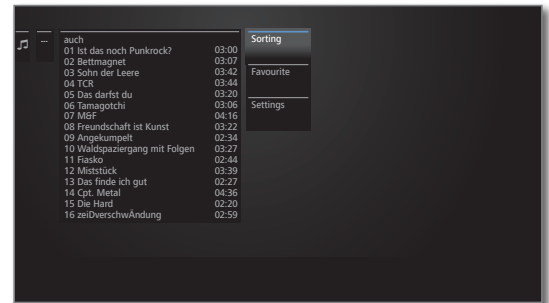 ...
auch
01 Ist das noch Punkrock? 03:00
02 Bettmagnet 03:07
03 Sohn der Leere 03:42
04 TCR 03:44
05 Das darfst du 03:20
06 Tamagotchi 03:06
07 M&F 04:16
08 Freundschaft ist Kunst 03:22
09 Angekumpelt 02:34
10 Waldspaziergang mit Folgen 03:27
11 Fiasko 02:44
12 Miststück 03:39
13 Das finde ich gut 02:27
14 Cpt. Metal 04:36
15 Die Hard 02:20
16 zeiDverschwÄndung 02:59
Sorting
Favourite
Settings